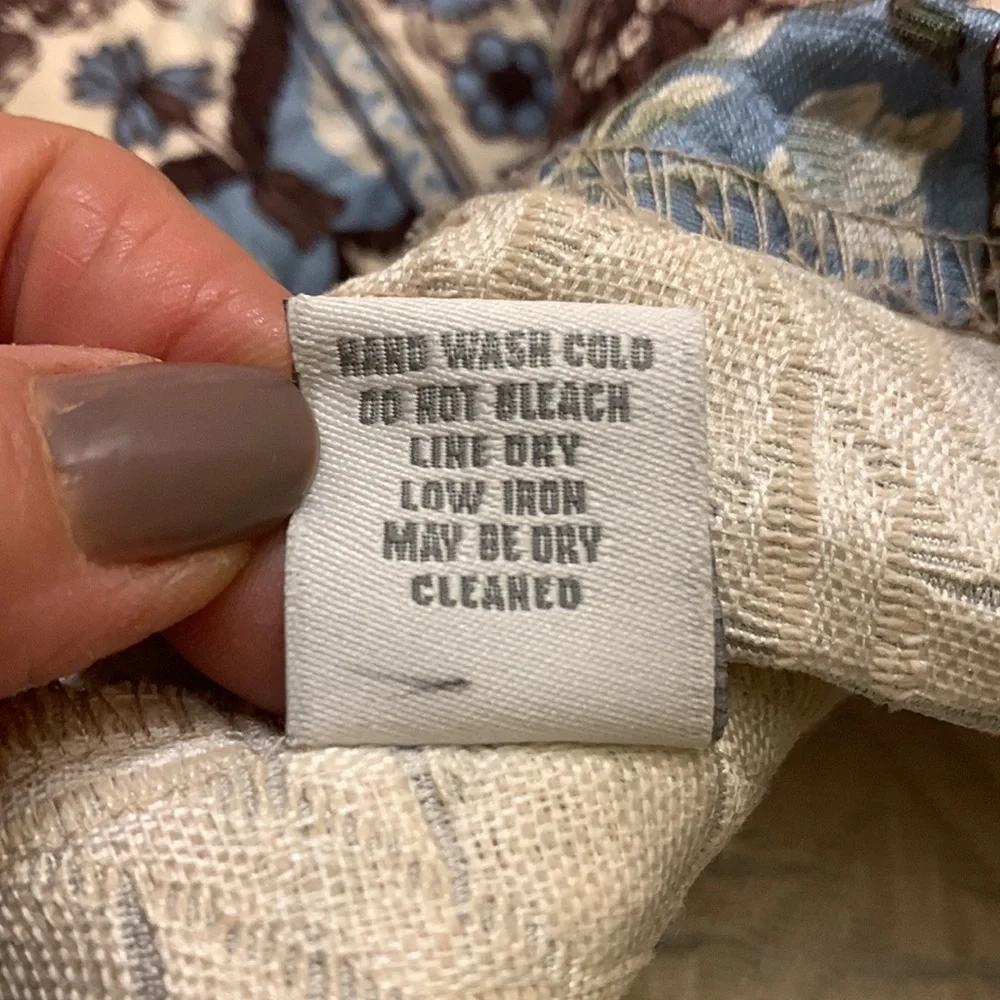 HAND WASH COLD
DO NOT BLEACH
LINE DRY
LOW IRON
MAY BE DRY
CLEANED